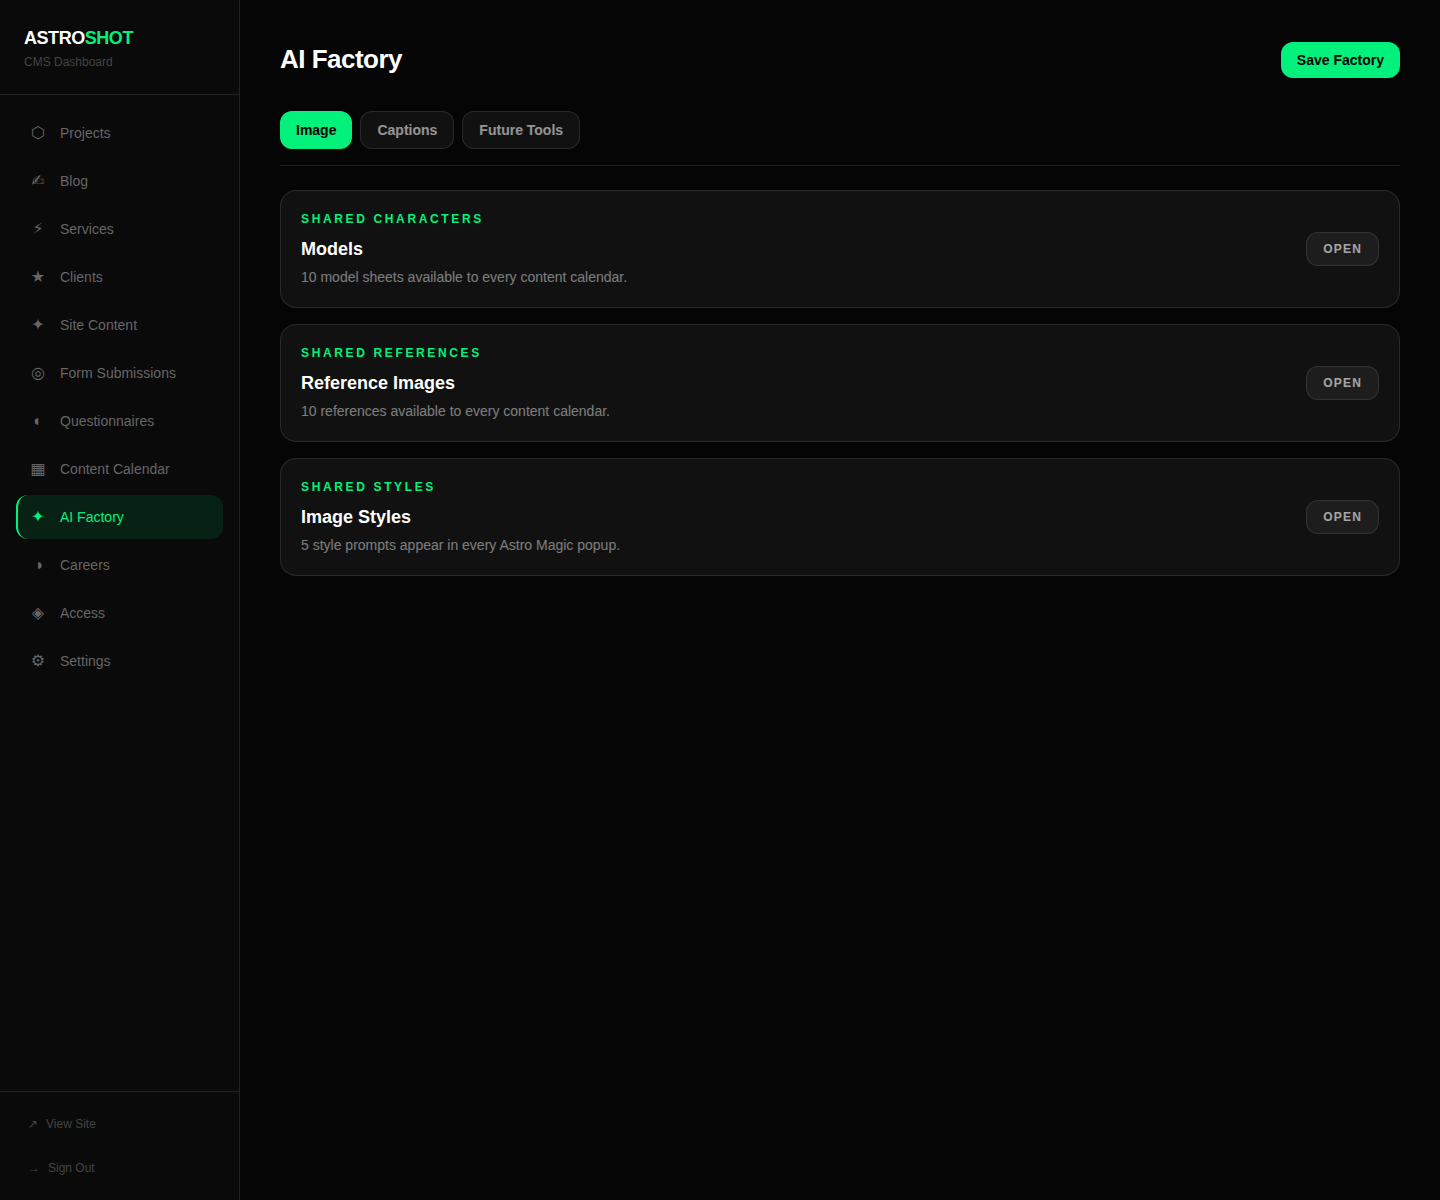 ASTROSHOT
CMS Dashboard
Projects
Blog
Services
Clients
Site Content
Form Submissions
Questionnaires
Content Calendar
AI Factory
Careers
Access
Settings
View Site
Sign Out
AI Factory
Save Factory
Image
Captions
Future Tools
SHARED CHARACTERS
Models
10 model sheets available to every content calendar.
OPEN
SHARED REFERENCES
Reference Images
10 references available to every content calendar.
OPEN
SHARED STYLES
Image Styles
5 style prompts appear in every Astro Magic popup.
OPEN